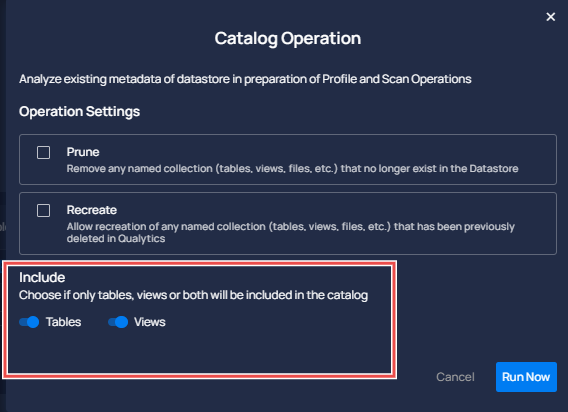 Catalog Operation
Analyze existing metadata of datastore in preparation of Profile and Scan Operations
Operation Settings
Prune
Remove any named collection (tables, views, files, etc.) that no longer exist in the Datastore
Recreate
Allow recreation of any named collection (tables, views, files, etc.) that has been previously
deleted in Qualytics
Include
Choose if only tables, views or both will be included in the catalog
Tables Views
Cancel Run Now